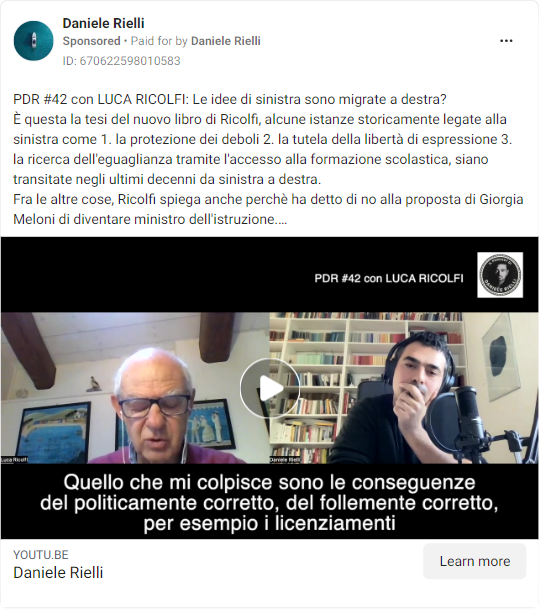 Daniele Rielli
Sponsored • Paid for by Daniele Rielli
ID: 670622598010583
PDR #42 con LUCA RICOLFI: Le idee di sinistra sono migrate a destra?
È questa la tesi del nuovo libro di Ricolfi, alcune istanze storicamente legate alla
sinistra come 1. la protezione dei deboli 2. la tutela della libertà di espressione 3.
la ricerca dell'eguaglianza tramite l'accesso alla formazione scolastica, siano
transitate negli ultimi decenni da sinistra a destra.
Fra le altre cose, Ricolfi spiega anche perchè ha detto di no alla proposta di Giorgia
Meloni di diventare ministro dell'istruzione....
PDR #42 con LUCA RICOLFI
DANIELE RIELLI
Luca Ricolfi
Daniele Rielli
Quello che mi colpisce sono le conseguenze
del politicamente corretto, del follemente corretto,
per esempio i licenziamenti
YOUTU.BE
Daniele Rielli
Learn more